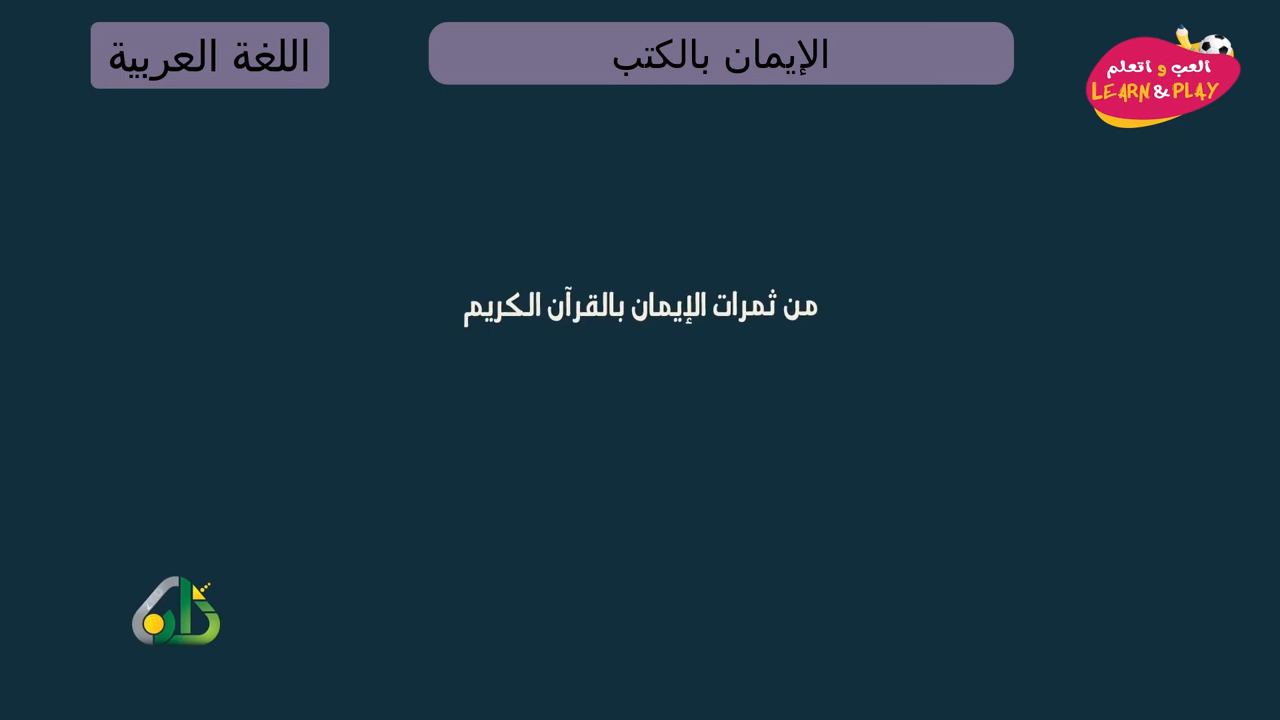 اللغة العربية
الإيمان بالكتب
العب و اتعلم
LEARN & PLAY
من ثمرات الإيمان بالقرآن الكريم